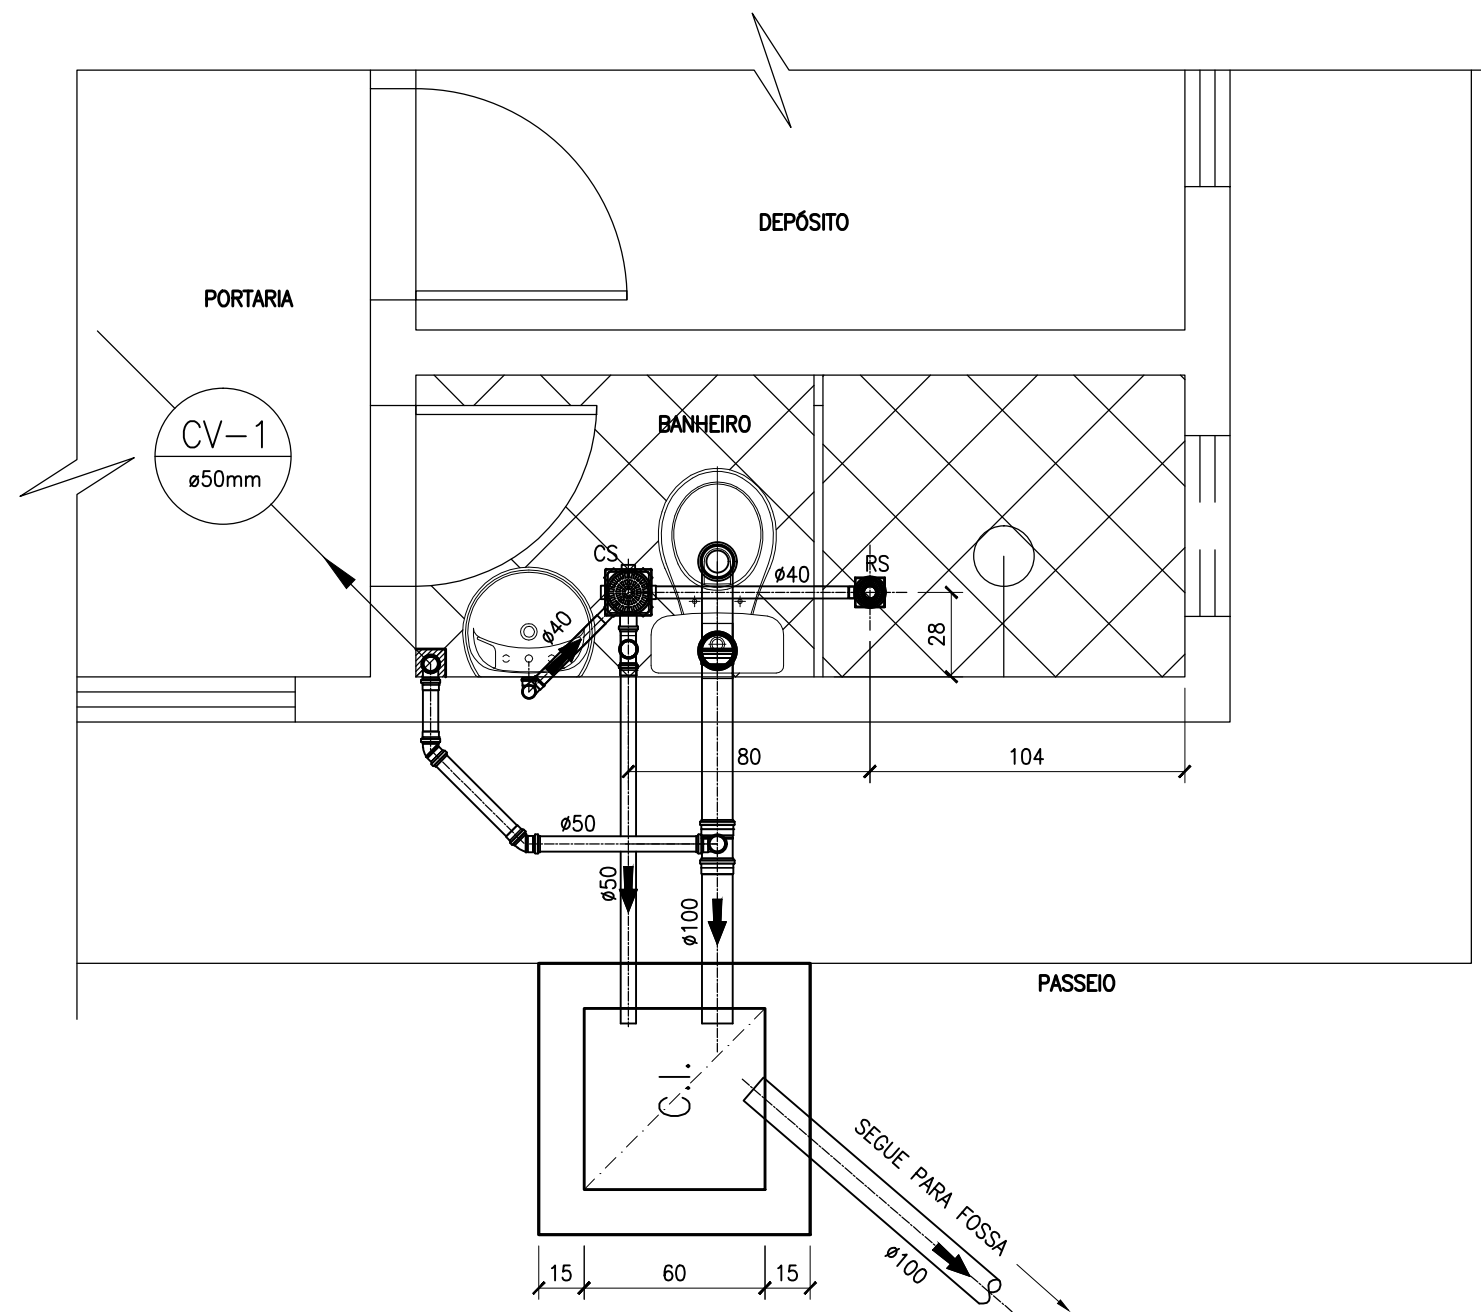 DEPÓSITO
PORTARIA
BANHEIRO
CV-1
ø50mm
CS
RS
ø40
ø40
28
80
104
ø50
ø50
ø100
PASSEIO
C.I.
SEGUE PARA FOSSA
ø100
15
60
15